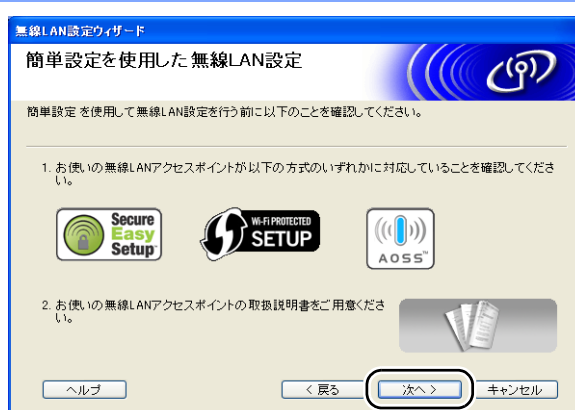 無線LAN設定ウィザード
簡単設定を使用した無線LAN設定
簡単設定 を使用して無線LAN設定を行う前に以下のことを確認してください。
1. お使いの無線LANアクセスポイントが以下の方式のいずれかに対応していることを確認してくださ
い。
Secure
Easy
Setup
Wi-Fi PROTECTED
SETUP
AOSS™
2. お使いの無線LANアクセスポイントの取扱説明書をご用意くださ
い。
ヘルプ
< 戻る
次へ >
キャンセル